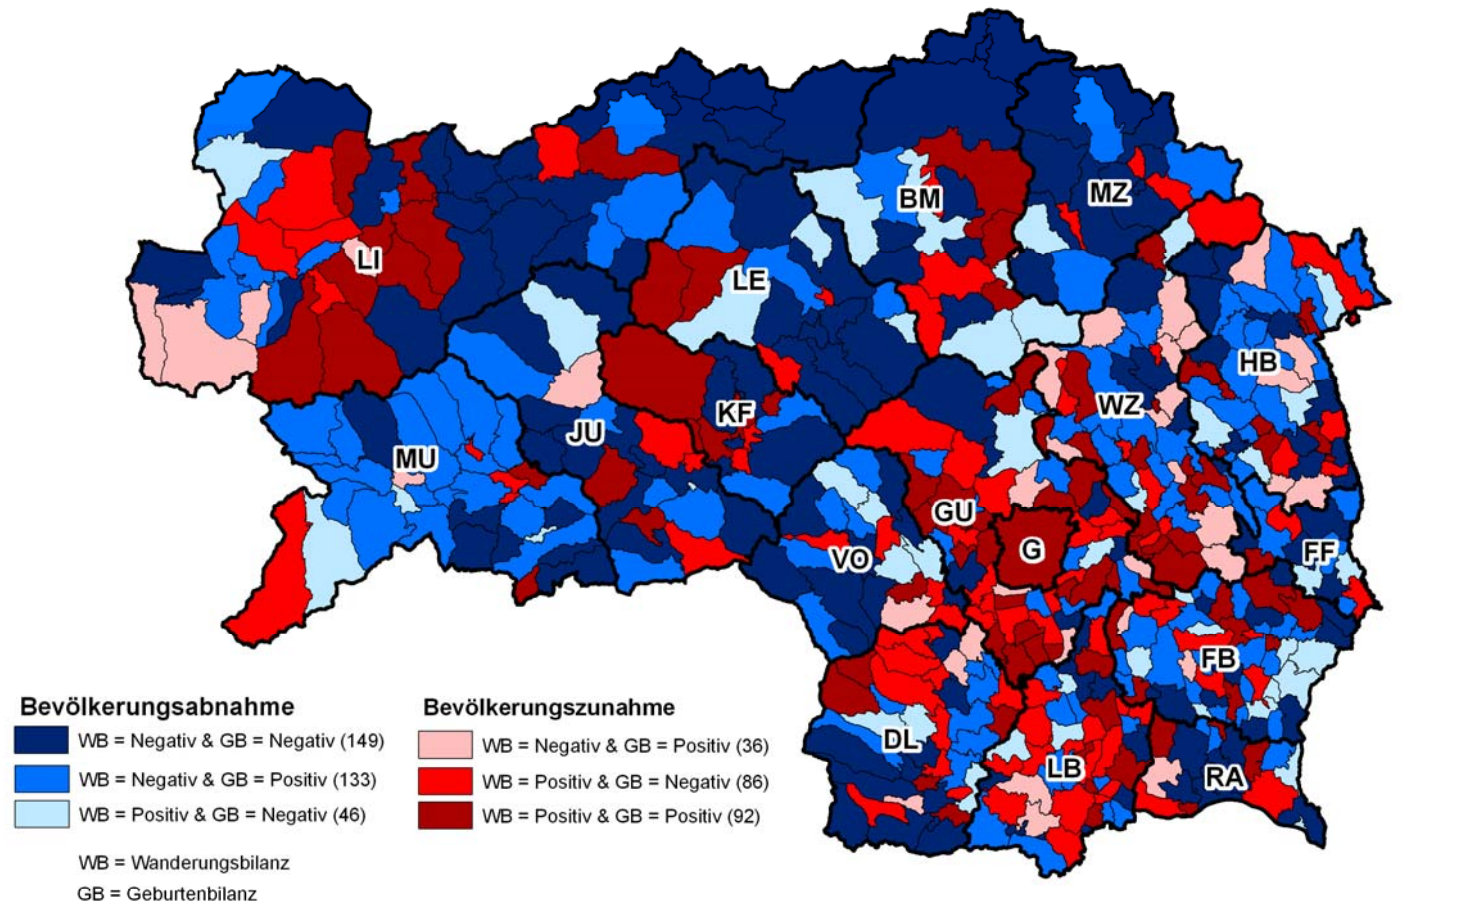 BM
MZ
LI
LE
HB
WZ
KF
JU
MU
GU
G
VO
FF
FB
DL
LB
RA
Bevölkerungsabnahme
WB = Negativ & GB = Negativ (149)
WB = Negativ & GB = Positiv (133)
WB = Positiv & GB = Negativ (46)
WB = Wanderungsbilanz
GB = Geburtenbilanz
Bevölkerungszunahme
WB = Negativ & GB = Positiv (36)
WB = Positiv & GB = Negativ (86)
WB = Positiv & GB = Positiv (92)